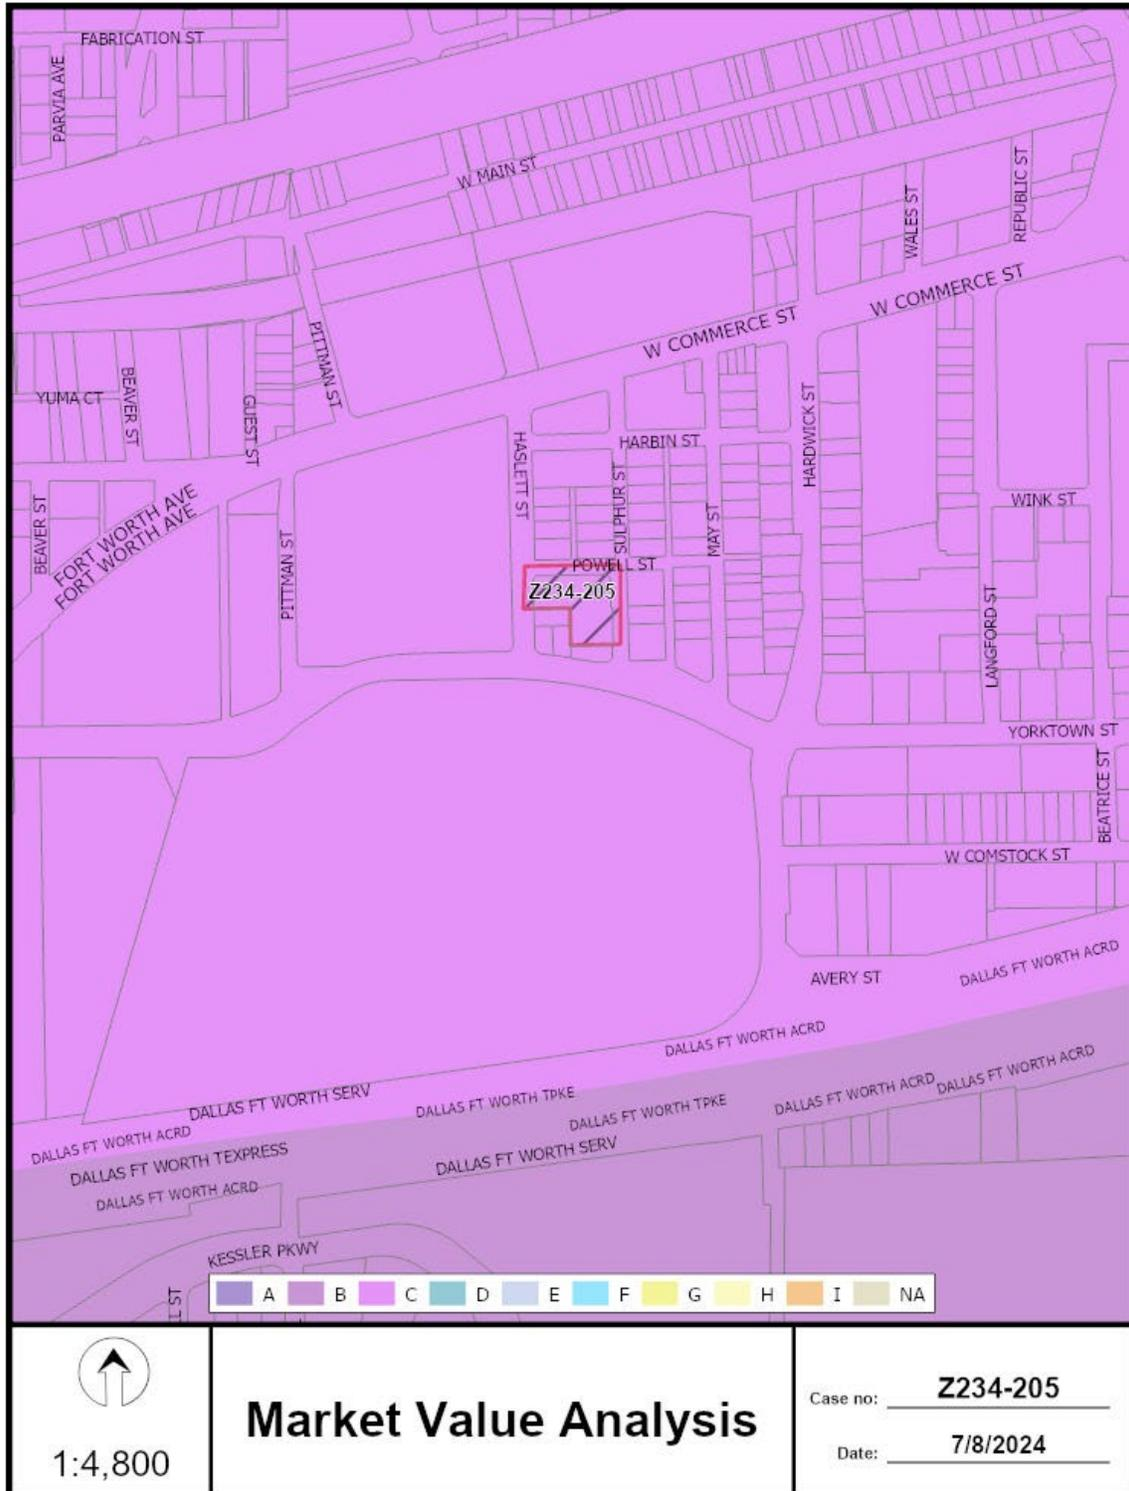 FABRICATION ST
PARVIA AVE
W MAIN ST
WALES ST
REPUBLIC ST
W COMMERCE ST
W COMMERCE ST
PITTMAN ST
YUMA CT
BEAVER ST
GUEST ST
HASLETT ST
HARBIN ST
HARDWICK ST
SULPHUR ST
MAY ST
WINK ST
BEAVER ST
FORT WORTH AVE
FORT WORTH AVE
PITTMAN ST
POWELL ST
Z234-205
LANGFORD ST
YORKTOWN ST
BEATRICE ST
W COMSTOCK ST
AVERY ST
DALLAS FT WORTH ACRD
DALLAS FT WORTH ACRD
DALLAS FT WORTH SERV
DALLAS FT WORTH TPKE
DALLAS FT WORTH TPKE
DALLAS FT WORTH ACRD
DALLAS FT WORTH ACRD
DALLAS FT WORTH ACRD
DALLAS FT WORTH TEXPRESS
DALLAS FT WORTH SERV
DALLAS FT WORTH ACRD
KESSLER PKWY
LL ST
A B C D E F G H I NA
1:4,800
Market Value Analysis
Case no: Z234-205
Date: 7/8/2024